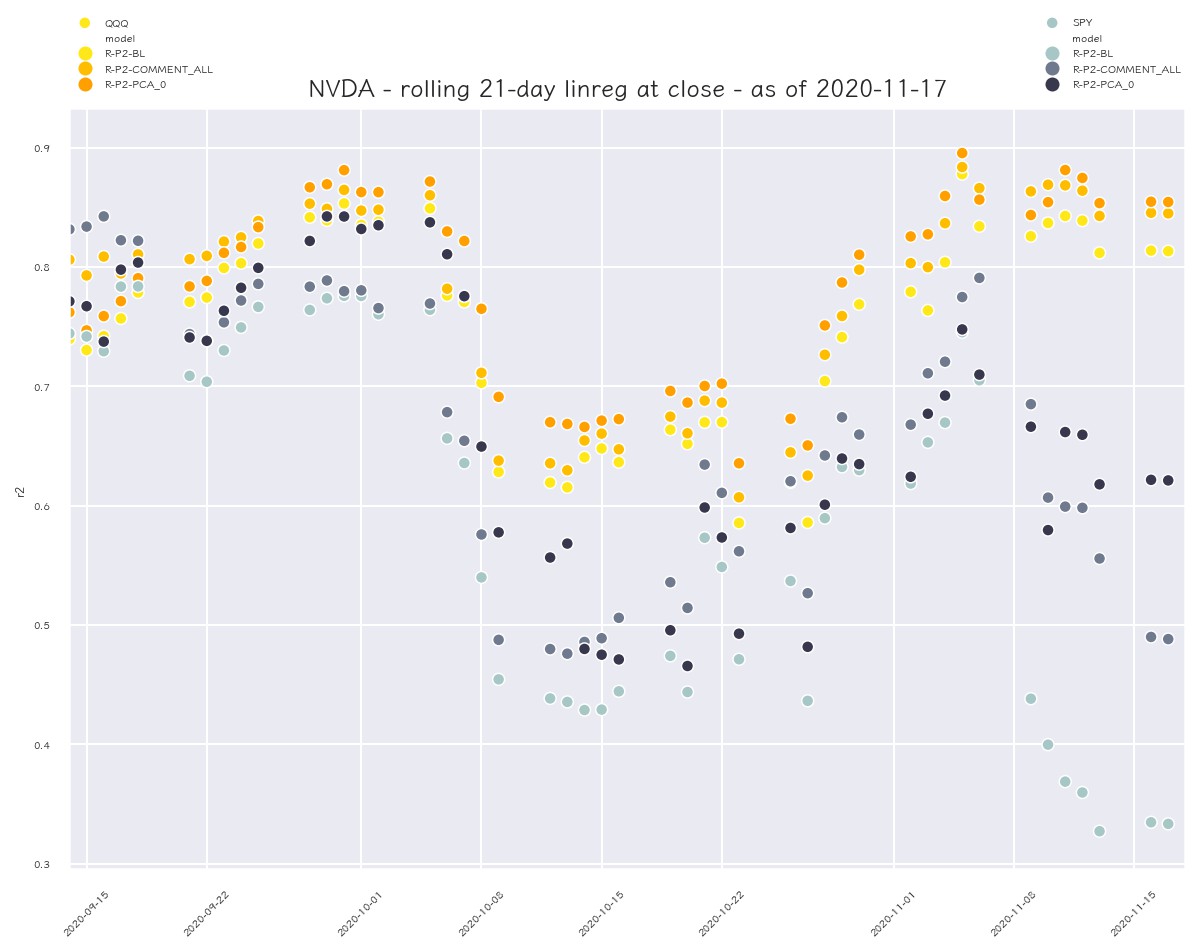 QQQ
model
R-P2-BL
R-P2-COMMENT_ALL
R-P2-PCA_0
SPY
model
R-P2-BL
R-P2-COMMENT_ALL
R-P2-PCA_0
NVDA - rolling 21-day linreg at close - as of 2020-11-17
r2
0.9
0.8
0.7
0.6
0.5
0.4
0.3
2020-09-15
2020-09-22
2020-10-01
2020-10-08
2020-10-15
2020-10-22
2020-11-01
2020-11-08
2020-11-15